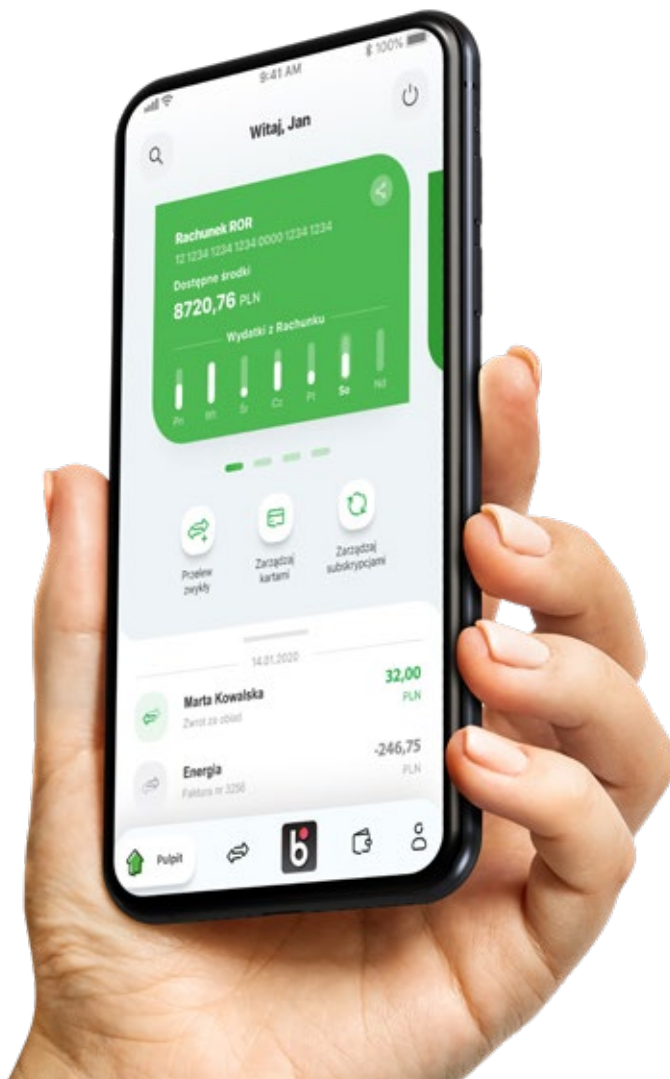 9:41 AM
100%
Witaj, Jan
Rachunek ROR
12 1234 1234 1234 0000 1234 1234
Dostępne środki
8720,76 PLN
Wydatki z Rachunku
Pn Wt Śr Cz Pt So Nd
Przelew
zwykły
Zarządzaj
kartami
Zarządzaj
subskrypcjami
14.01.2020
Marta Kowalska
32,00
Zwrot za obiad
PLN
Energia
-246,75
Faktura nr 3256
PLN
Pulpit
b